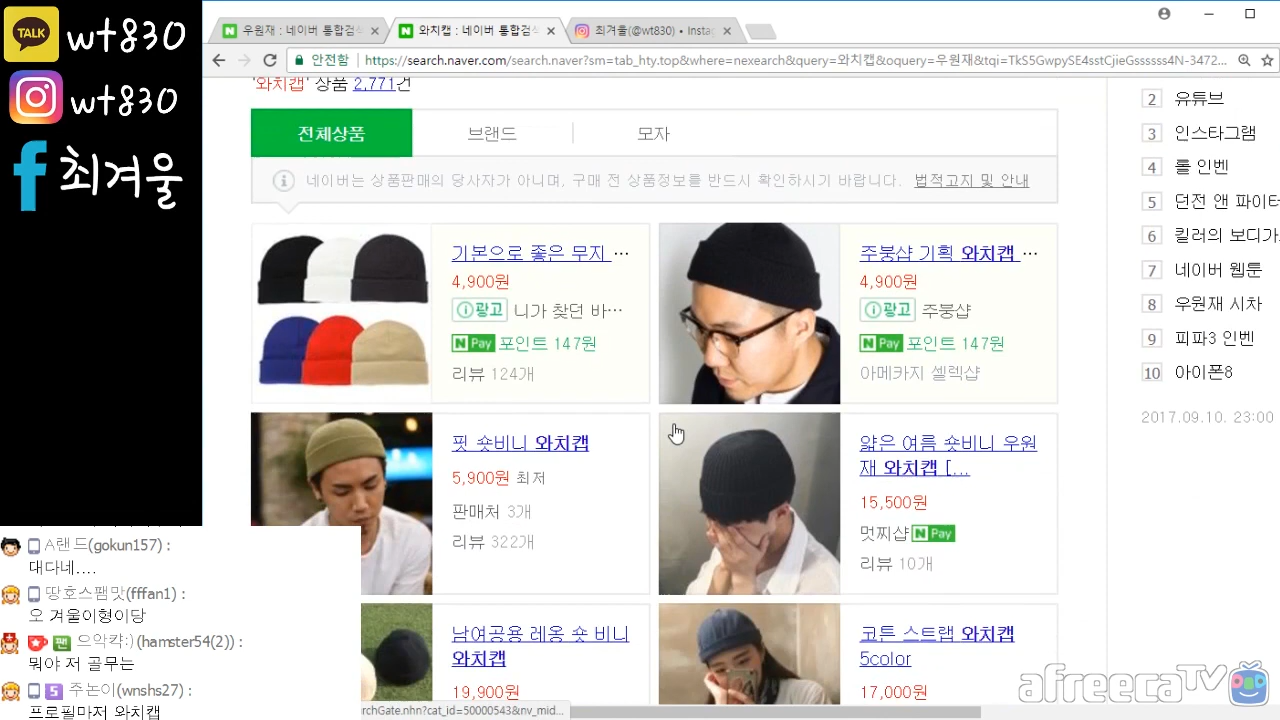 TALK wt830
wt830
f 최겨울
우원재 : 네이버 통합검색
와치캡 : 네이버 통합검색
최겨울(@wt830) • Insta
안전함
https://search.naver.com/search.naver?sm=tab_hty.top&where=nexearch&query=와치캡&oquery=우원재&tqi=TkS5GwpySE4sstCjieGssssss4N-3472...
'와치캡' 상품 2,771건
전체상품
브랜드
모자
네이버는 상품판매의 당사자가 아니며, 구매 전 상품정보를 반드시 확인하시기 바랍니다. 법적고지 및 안내
기본으로 좋은 무지 …
4,900원
광고 니가 찾던 바…
N Pay 포인트 147원
리뷰 124개
주붕샵 기획 와치캡 …
4,900원
광고 주붕샵
N Pay 포인트 147원
아메카지 셀렉샵
핏 숏비니 와치캡
5,900원 최저
판매처 3개
리뷰 322개
얇은 여름 숏비니 우원
재 와치캡 [...
15,500원
멋찌샵 N Pay
리뷰 10개
남여공용 레옹 숏 비니
와치캡
19,900원
코튼 스트랩 와치캡
5color
17,000원
2 유튜브
3 인스타그램
4 롤 인벤
5 던전 앤 파이터
6 킬러의 보디가
7 네이버 웹툰
8 우원재 시차
9 피파3 인벤
10 아이폰8
2017.09.10. 23:00
A랜드(gokun157) :
대다네....
땅호스팸맛(fffan1) :
오 겨울이형이당
팬 으악캭:)(hamster54(2)) :
뭐야 저 골무는
S 주논이(wnshs27) :
프로필마저 와치캡
rchGate.nhn?cat_id=50000543&nv_mid...
afreecaTV